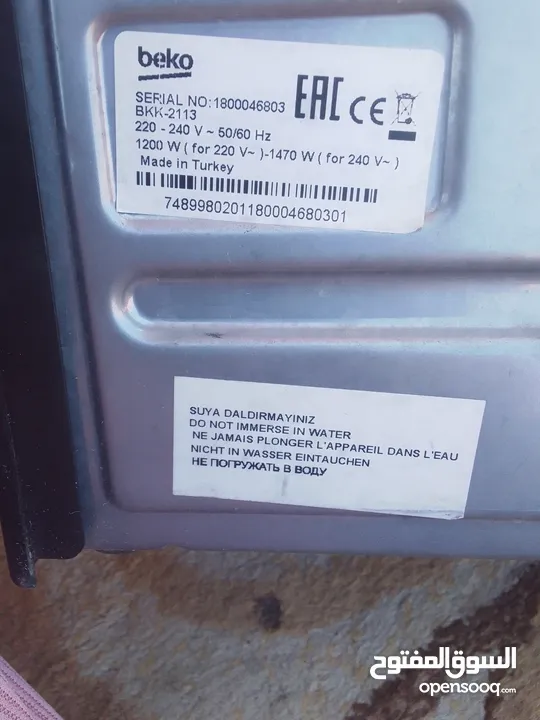 beko
SERIAL NO:1800046803
BKK-2113
220 - 240 V ~ 50/60 Hz
1200 W ( for 220 V~ )-1470 W ( for 240 V~ )
Made in Turkey
EAC CE
7489980201180004680301
SUYA DALDIRMAYINIZ
DO NOT IMMERSE IN WATER
NE JAMAIS PLONGER L'APPAREIL DANS L'EAU
NICHT IN WASSER EINTAUCHEN
НЕ ПОГРУЖАТЬ В ВОДУ
السوق المفتوح
opensooq.com